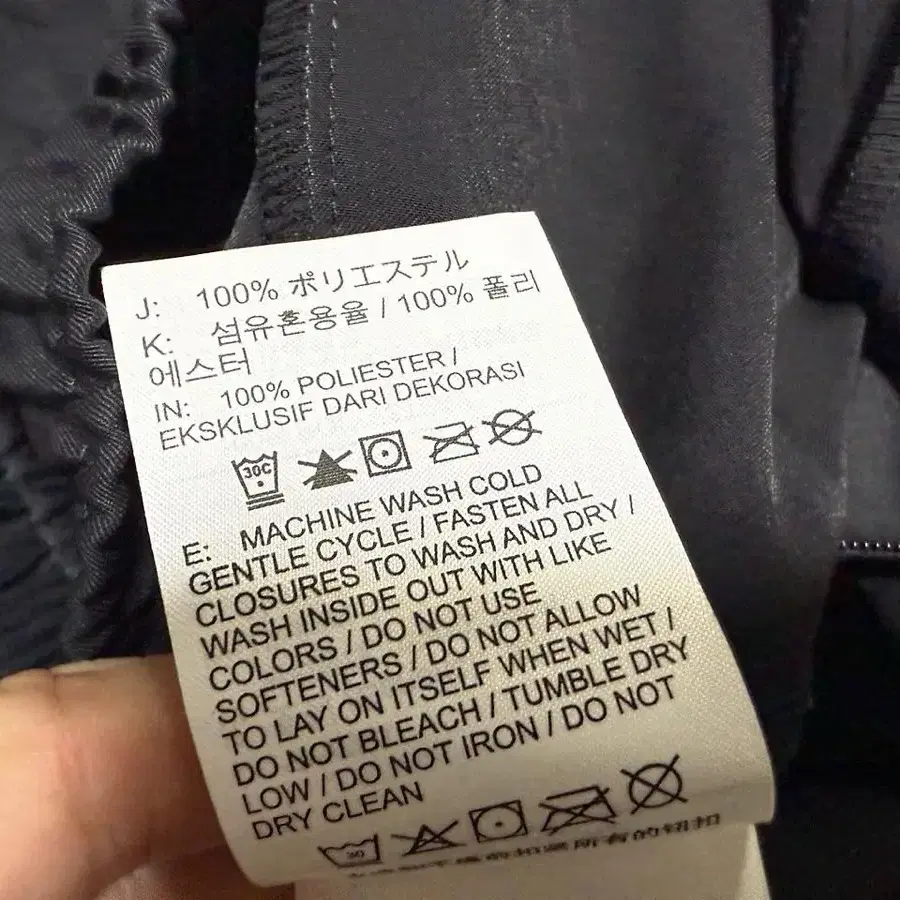 J: 100% ポリエステル
K: 섬유혼용율 / 100% 폴리
에스터
IN: 100% POLIESTER /
EKSKLUSIF DARI DEKORASI
30C
E: MACHINE WASH COLD
GENTLE CYCLE / FASTEN ALL
CLOSURES TO WASH AND DRY /
WASH INSIDE OUT WITH LIKE
COLORS / DO NOT USE
SOFTENERS / DO NOT ALLOW
TO LAY ON ITSELF WHEN WET /
DO NOT BLEACH / TUMBLE DRY
LOW / DO NOT IRON / DO NOT
DRY CLEAN
30